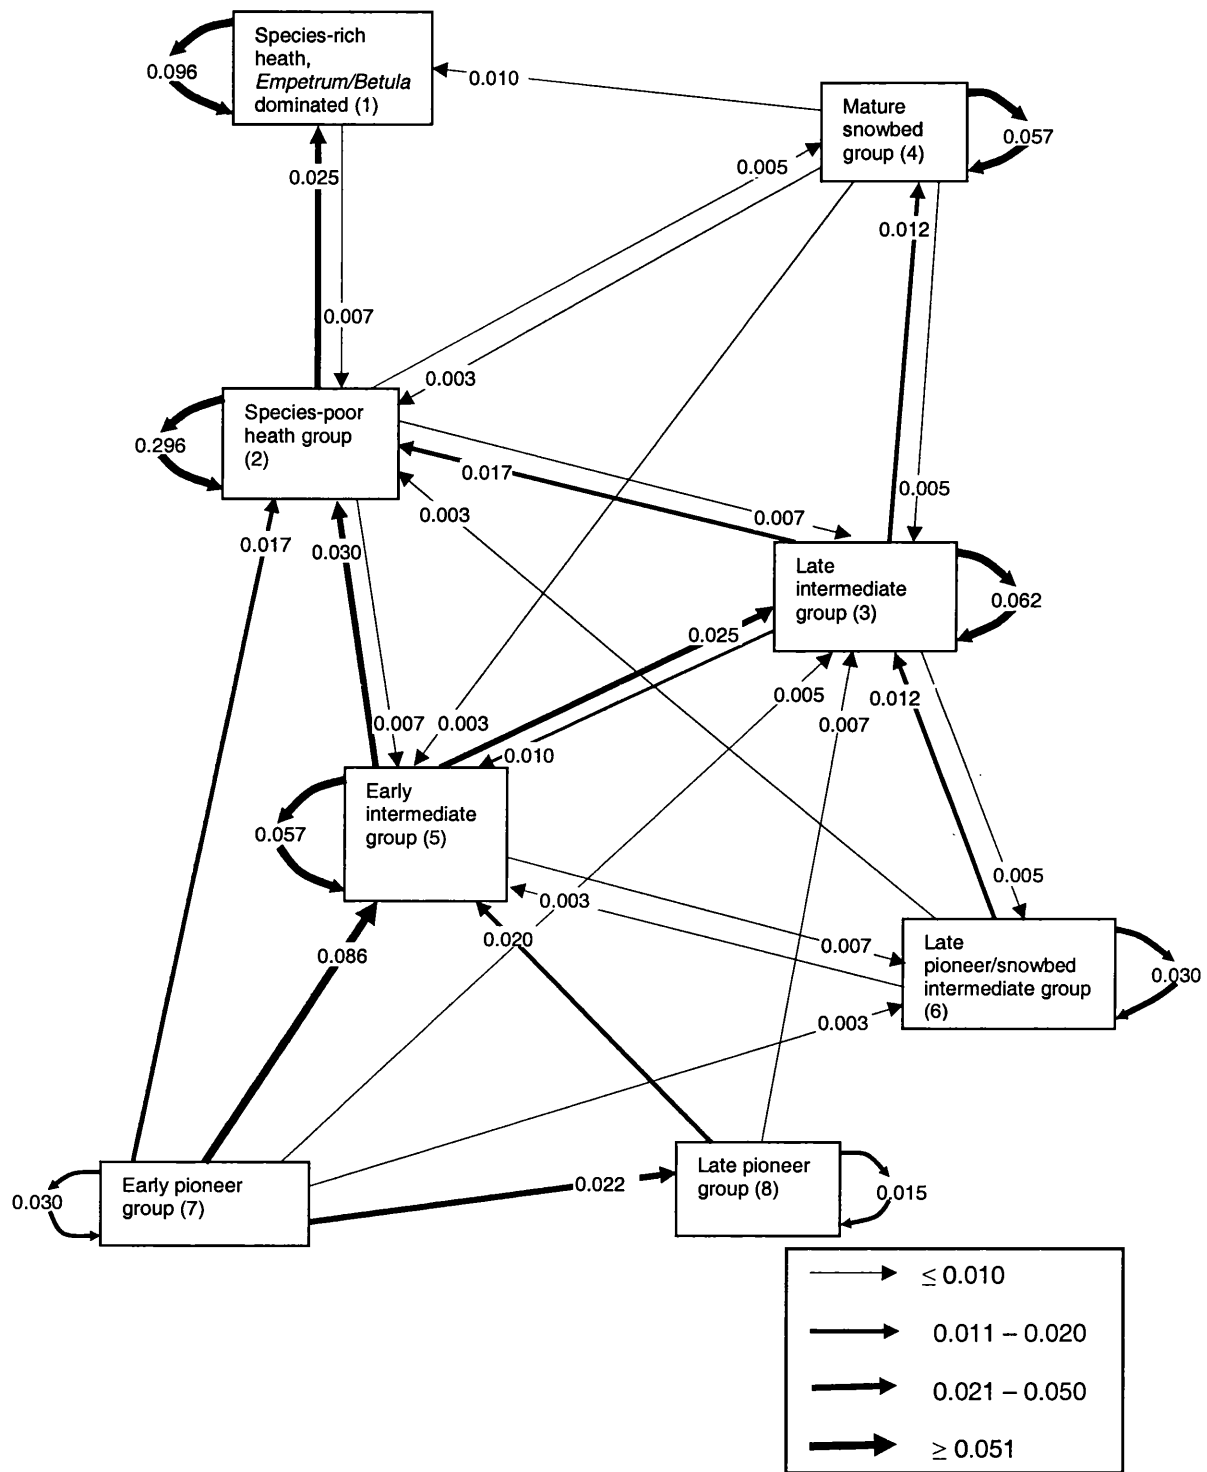 Species-rich
heath,
Empetrum/Betula
dominated (1)
0.096
0.010
Mature
snowbed
group (4)
0.057
0.025
0.005
0.012
0.007
0.003
Species-poor
heath group
(2)
0.296
0.017
0.005
0.003
0.007
0.017
0.030
Late
intermediate
group (3)
0.062
0.025
0.005
0.012
0.007
0.003
0.007
0.010
Early
intermediate
group (5)
0.057
0.005
0.003
0.020
0.007
0.086
Late
pioneer/snowbed
intermediate group
(6)
0.030
0.003
Early pioneer
group (7)
0.030
0.022
Late pioneer
group (8)
0.015
≤ 0.010
0.011 – 0.020
0.021 – 0.050
≥ 0.051